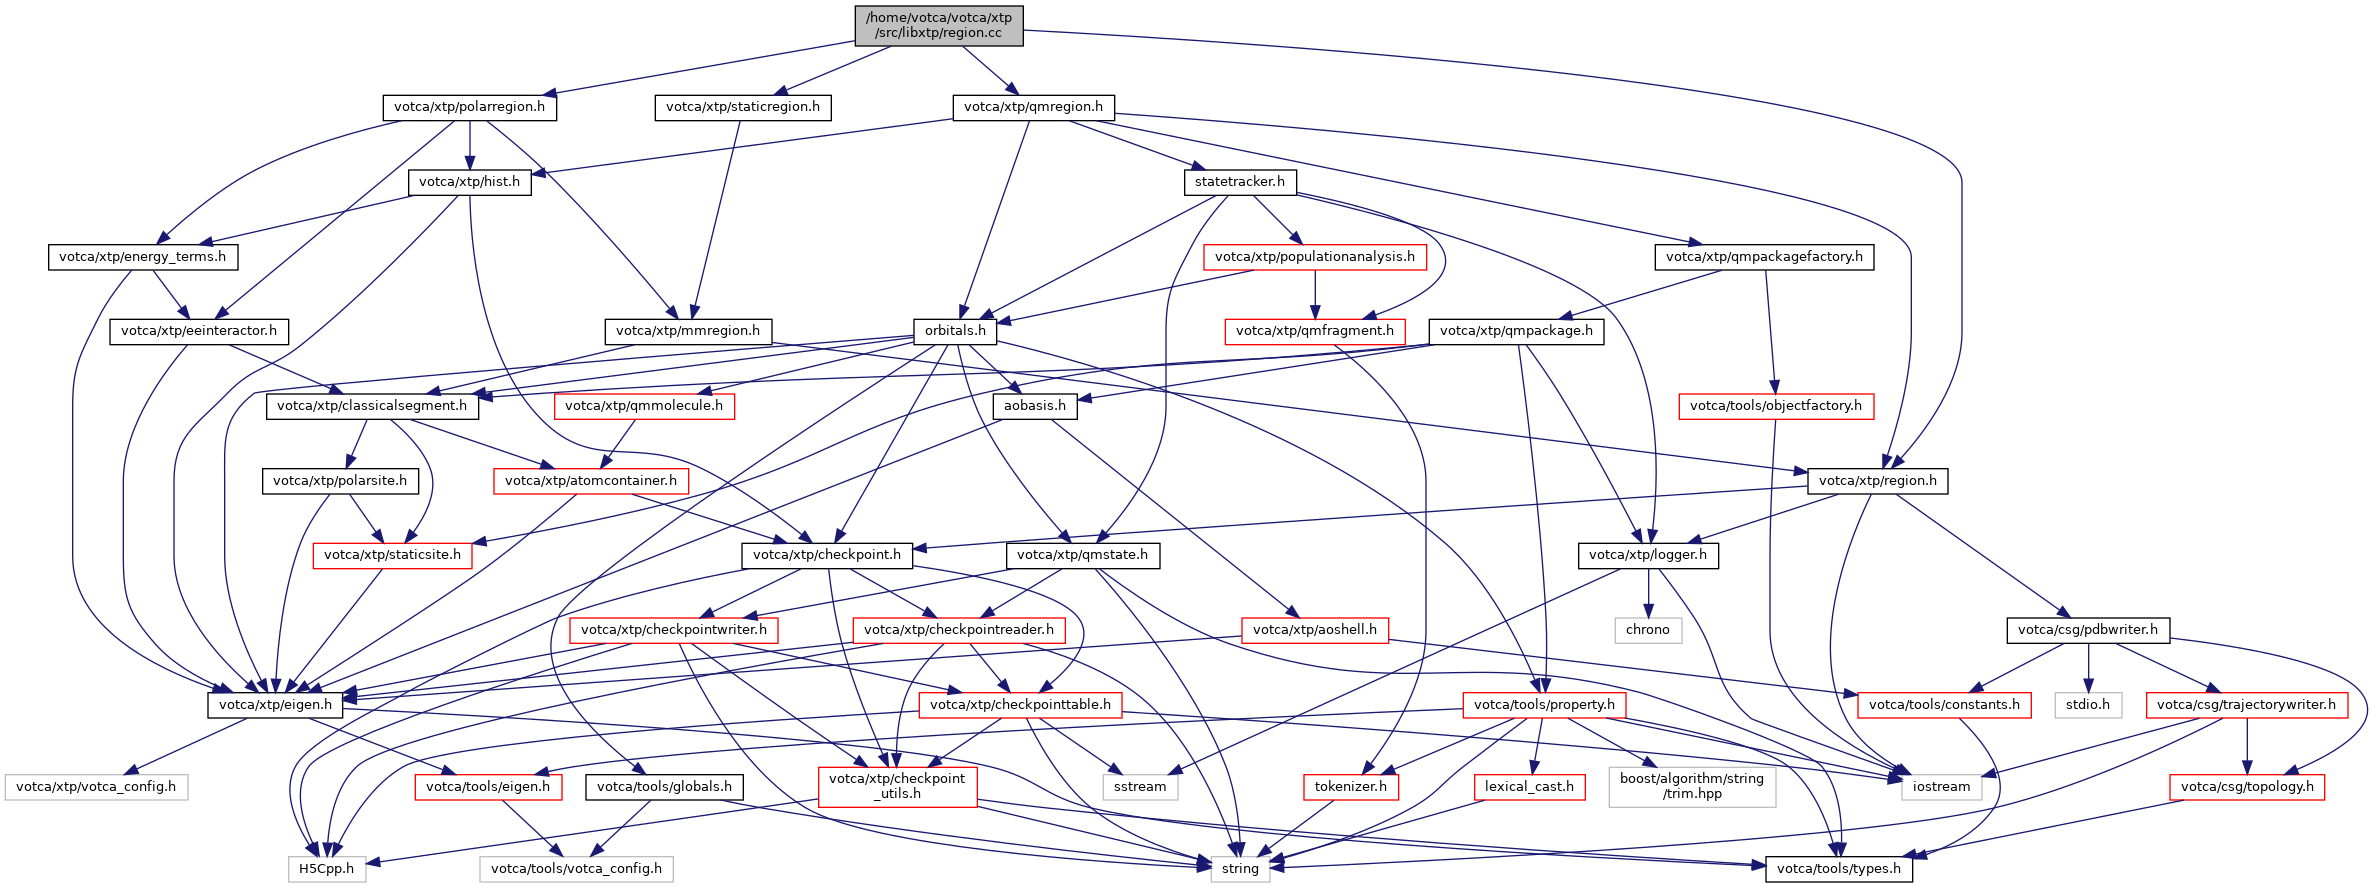 /home/votca/votca/xtp
/src/libxtp/region.cc
votca/xtp/polarregion.h
votca/xtp/staticregion.h
votca/xtp/qmregion.h
votca/xtp/hist.h
statetracker.h
votca/xtp/energy_terms.h
votca/xtp/populationanalysis.h
votca/xtp/qmpackagefactory.h
votca/xtp/eeinteractor.h
votca/xtp/mmregion.h
orbitals.h
votca/xtp/qmfragment.h
votca/xtp/qmpackage.h
votca/xtp/classicalsegment.h
votca/xtp/qmmolecule.h
aobasis.h
votca/tools/objectfactory.h
votca/xtp/polarsite.h
votca/xtp/atomcontainer.h
votca/xtp/region.h
votca/xtp/staticsite.h
votca/xtp/checkpoint.h
votca/xtp/qmstate.h
votca/xtp/logger.h
votca/xtp/checkpointwriter.h
votca/xtp/checkpointreader.h
votca/xtp/aoshell.h
chrono
votca/csg/pdbwriter.h
votca/xtp/eigen.h
votca/xtp/checkpointtable.h
votca/tools/property.h
votca/tools/constants.h
stdio.h
votca/csg/trajectorywriter.h
votca/xtp/votca_config.h
votca/tools/eigen.h
votca/tools/globals.h
votca/xtp/checkpoint
_utils.h
sstream
tokenizer.h
lexical_cast.h
boost/algorithm/string
/trim.hpp
iostream
votca/csg/topology.h
H5Cpp.h
votca/tools/votca_config.h
string
votca/tools/types.h